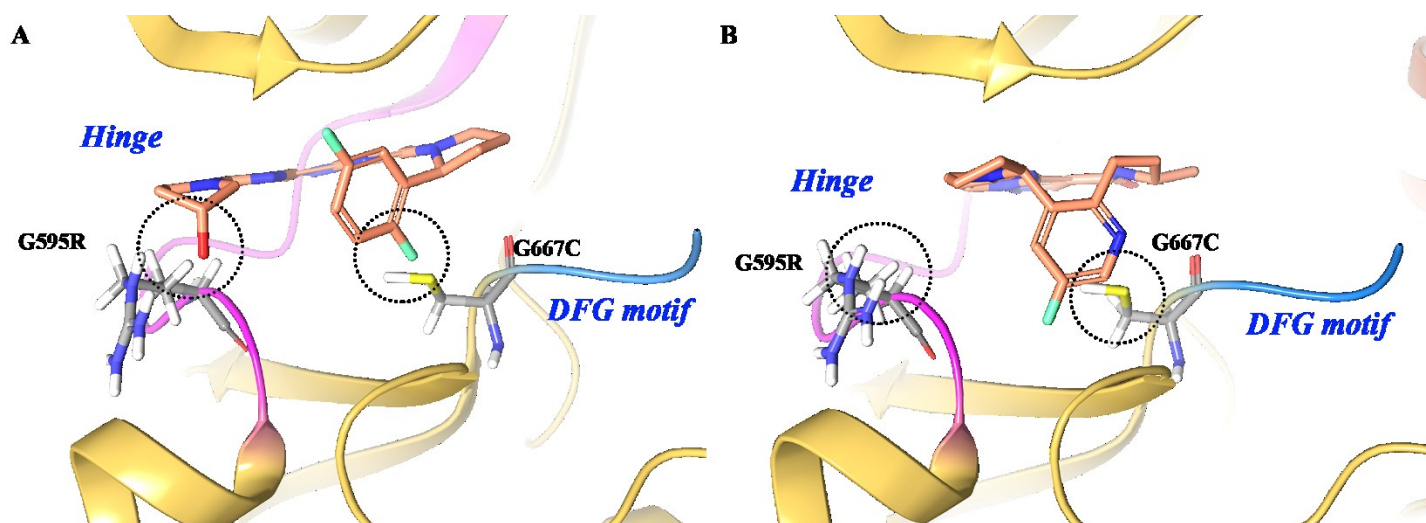 A
Hinge
G595R
G667C
DFG motif
B
Hinge
G595R
G667C
DFG motif